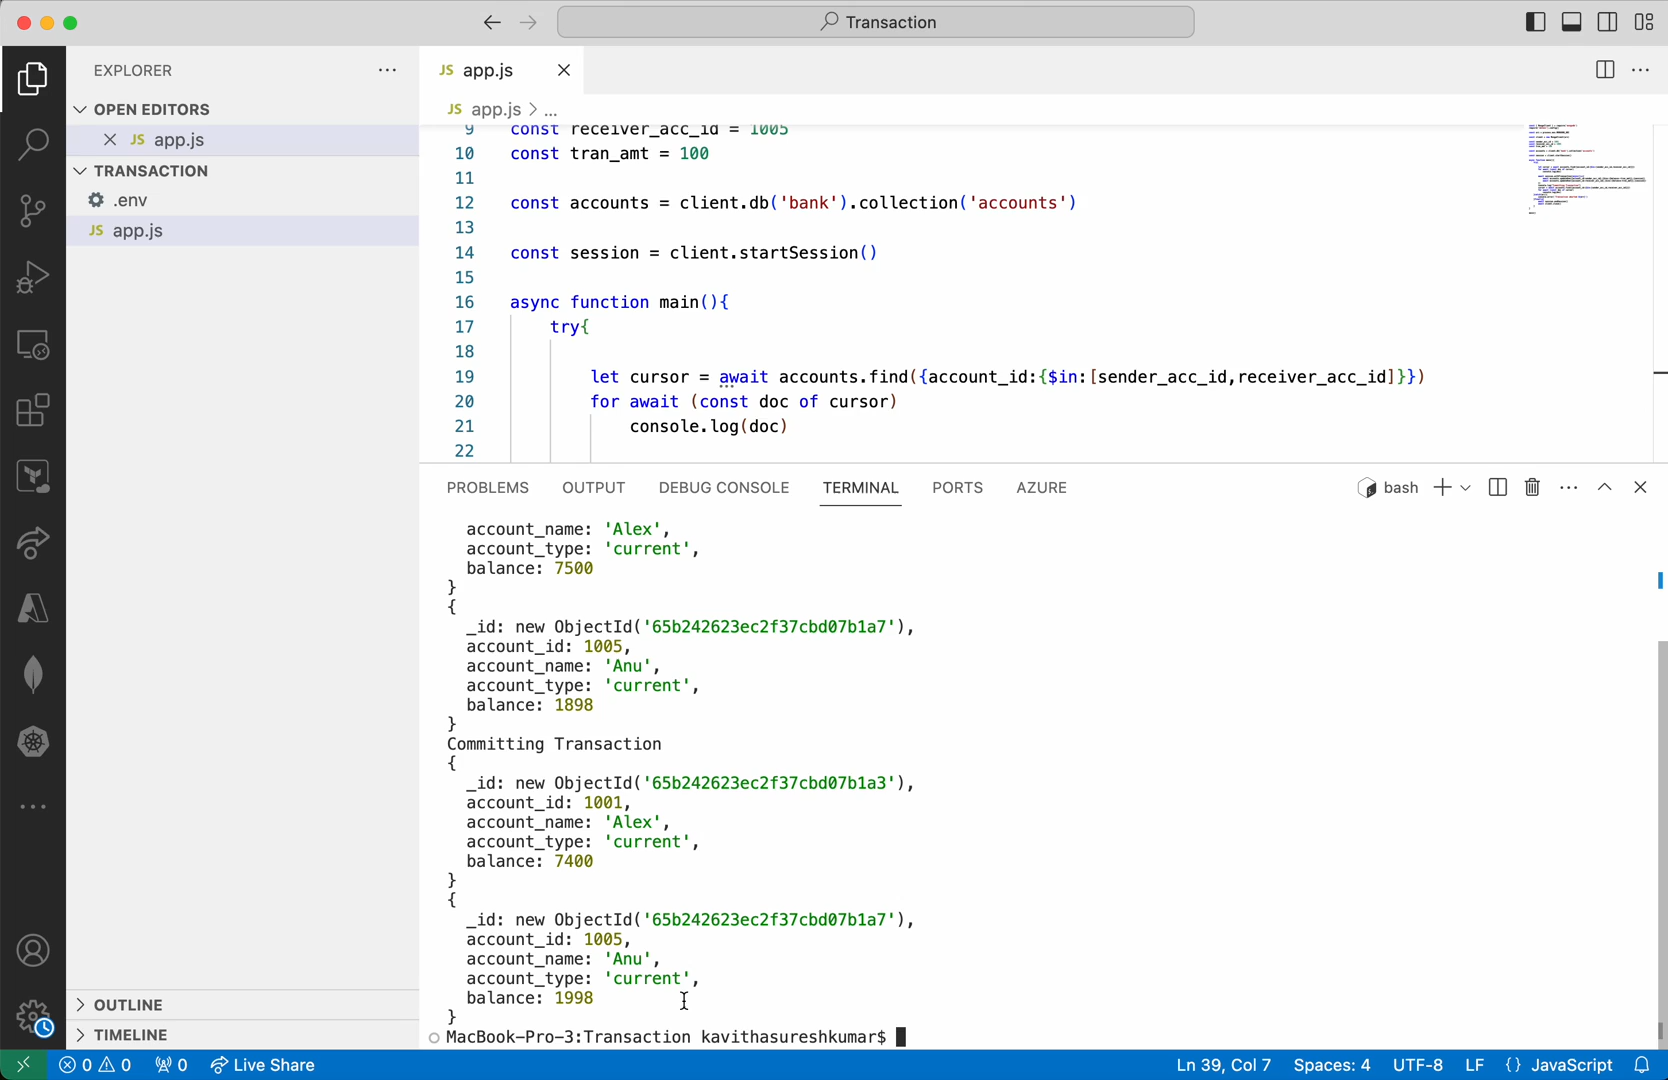 Transaction
EXPLORER
JS app.js
OPEN EDITORS
JS app.js > ...
JS app.js
TRANSACTION
.env
JS app.js
9 const receiver_acc_id = 1005
10 const tran_amt = 100
11
12 const accounts = client.db('bank').collection('accounts')
13
14 const session = client.startSession()
15
16 async function main(){
17 try{
18
19 let cursor = await accounts.find({account_id:{$in:[sender_acc_id,receiver_acc_id]}})
20 for await (const doc of cursor)
21 console.log(doc)
22
PROBLEMS OUTPUT DEBUG CONSOLE TERMINAL PORTS AZURE bash
account_name: 'Alex',
account_type: 'current',
balance: 7500
}
{
_id: new ObjectId('65b242623ec2f37cbd07b1a7'),
account_id: 1005,
account_name: 'Anu',
account_type: 'current',
balance: 1898
}
Committing Transaction
{
_id: new ObjectId('65b242623ec2f37cbd07b1a3'),
account_id: 1001,
account_name: 'Alex',
account_type: 'current',
balance: 7400
}
{
_id: new ObjectId('65b242623ec2f37cbd07b1a7'),
account_id: 1005,
account_name: 'Anu',
account_type: 'current',
balance: 1998
}
MacBook-Pro-3:Transaction kavithasureshkumar$
OUTLINE
TIMELINE
0 0 0 Live Share Ln 39, Col 7 Spaces: 4 UTF-8 LF {} JavaScript